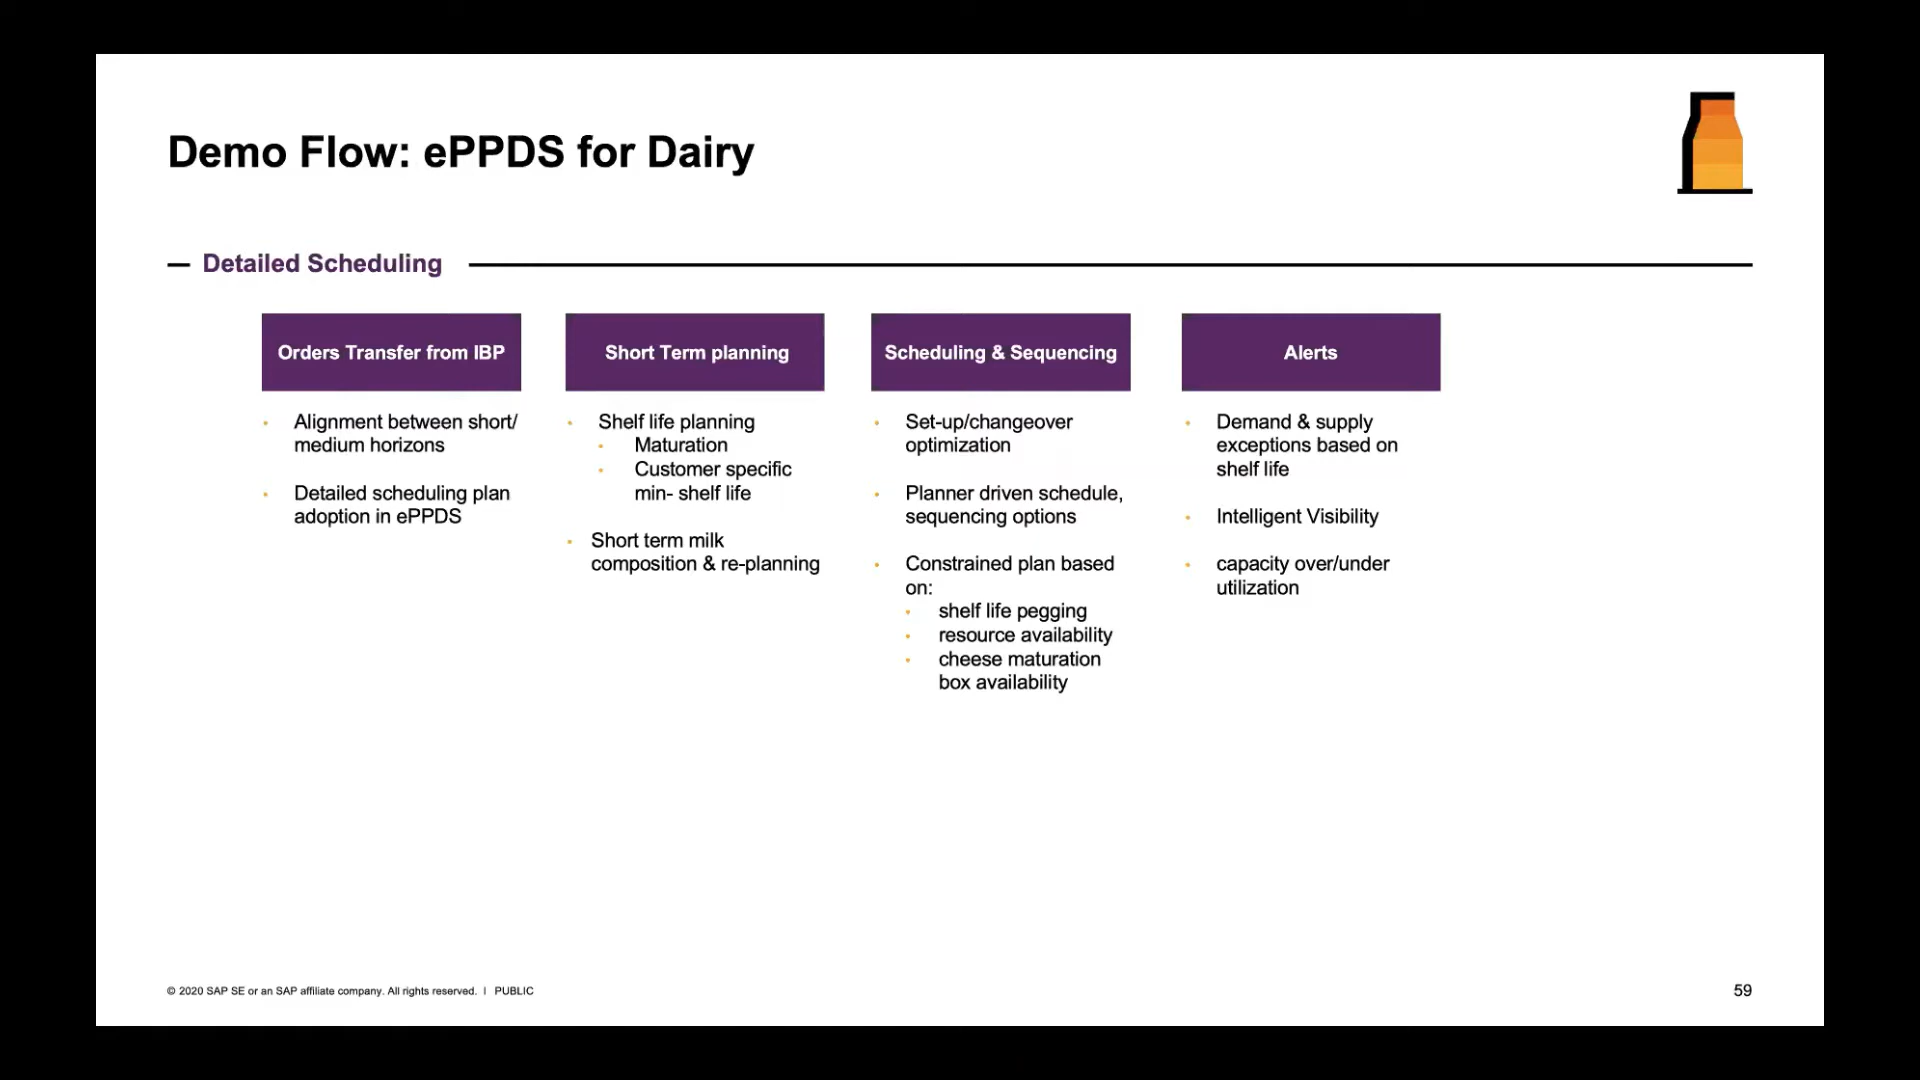 Demo Flow: ePPDS for Dairy
Detailed Scheduling
Orders Transfer from IBP
Alignment between short/
medium horizons
Detailed scheduling plan
adoption in ePPDS
Short Term planning
Shelf life planning
Maturation
Customer specific
min- shelf life
Short term milk
composition & re-planning
Scheduling & Sequencing
Set-up/changeover
optimization
Planner driven schedule,
sequencing options
Constrained plan based
on:
shelf life pegging
resource availability
cheese maturation
box availability
Alerts
Demand & supply
exceptions based on
shelf life
Intelligent Visibility
capacity over/under
utilization
© 2020 SAP SE or an SAP affiliate company. All rights reserved. | PUBLIC
59